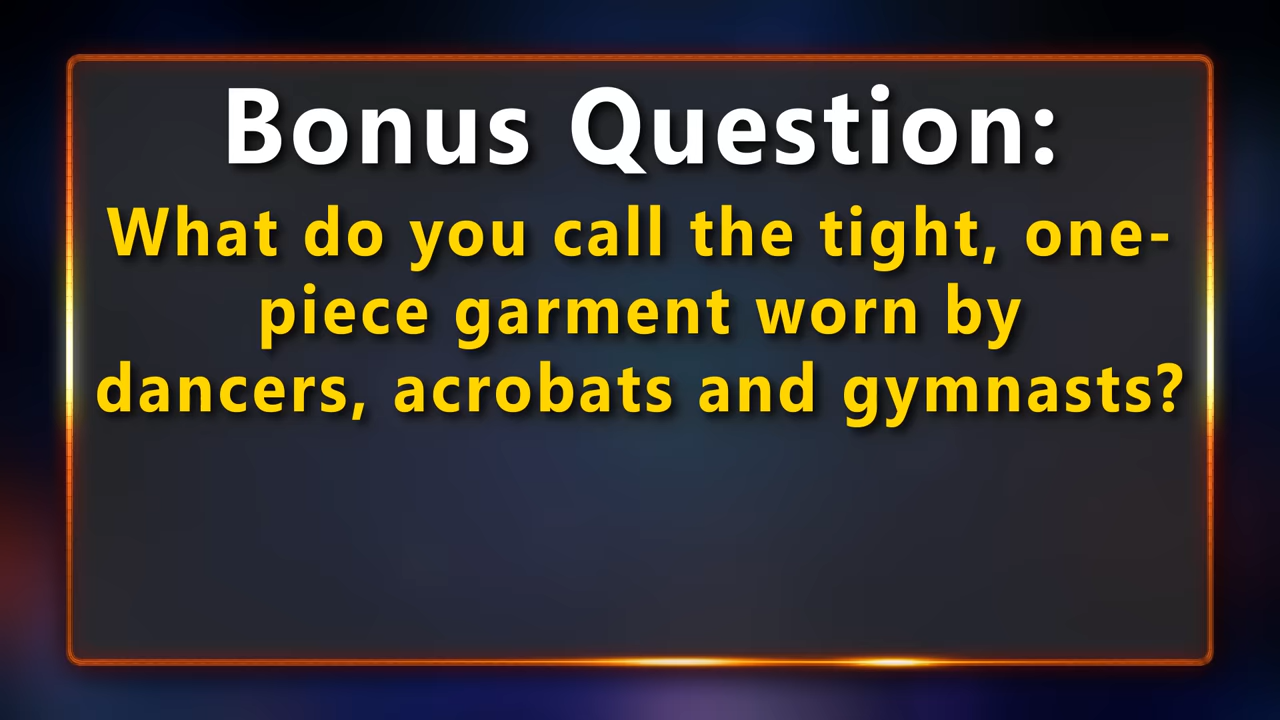 Bonus Question:
What do you call the tight, one-
piece garment worn by
dancers, acrobats and gymnasts?